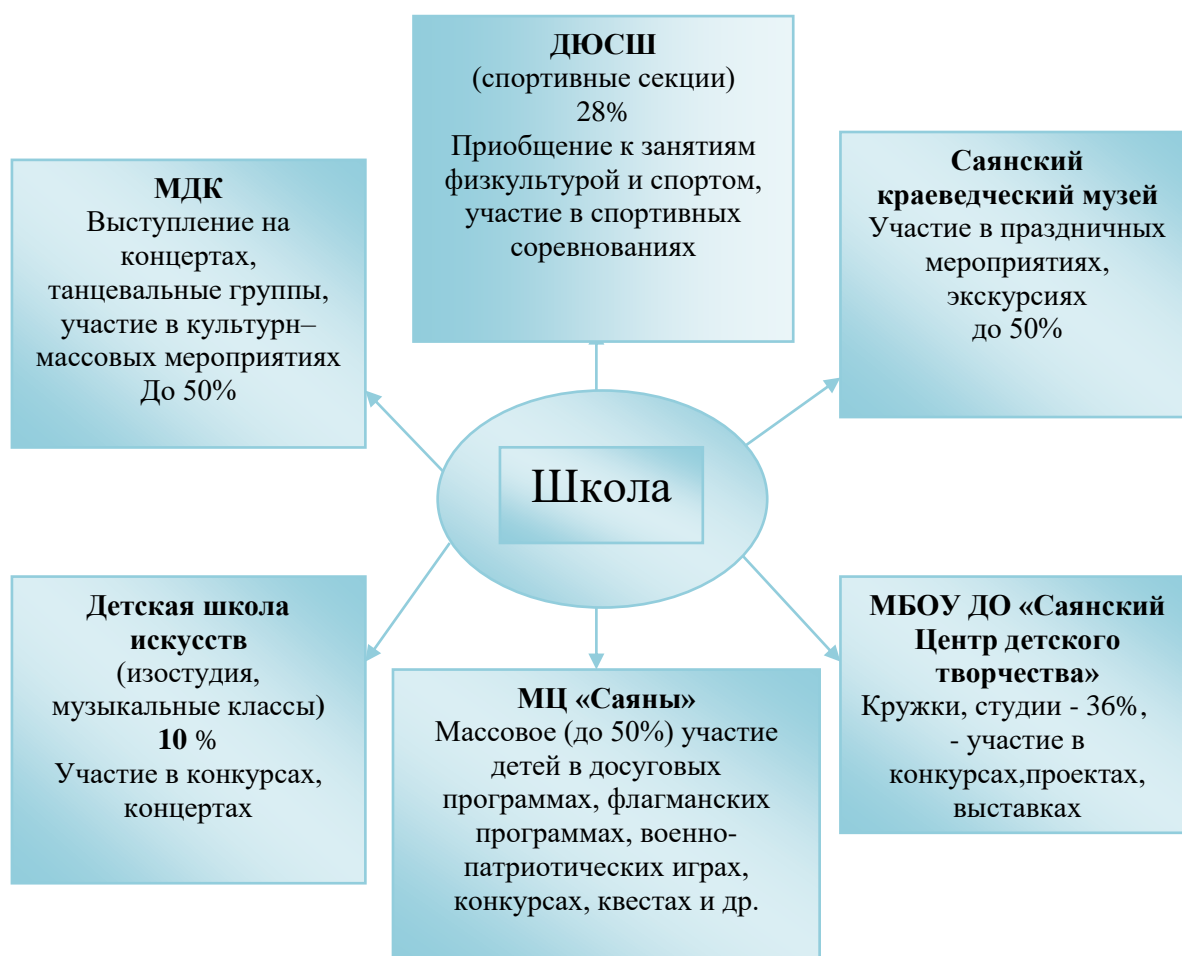 ДЮСШ
(спортивные секции)
28%
Приобщение к занятиям
физкультурой и спортом,
участие в спортивных
соревнованиях
МДК
Выступление на
концертах,
танцевальные группы,
участие в культурн–
массовых мероприятиях
До 50%
Саянский
краеведческий музей
Участие в праздничных
мероприятиях,
экскурсиях
до 50%
Школа
Детская школа
искусств
(изостудия,
музыкальные классы)
10 %
Участие в конкурсах,
концертах
МЦ «Саяны»
Массовое (до 50%) участие
детей в досуговых
программах, флагманских
программах, военно-
патриотических играх,
конкурсах, квестах и др.
МБОУ ДО «Саянский
Центр детского
творчества»
Кружки, студии - 36%,
- участие в
конкурсах,проектах,
выставках